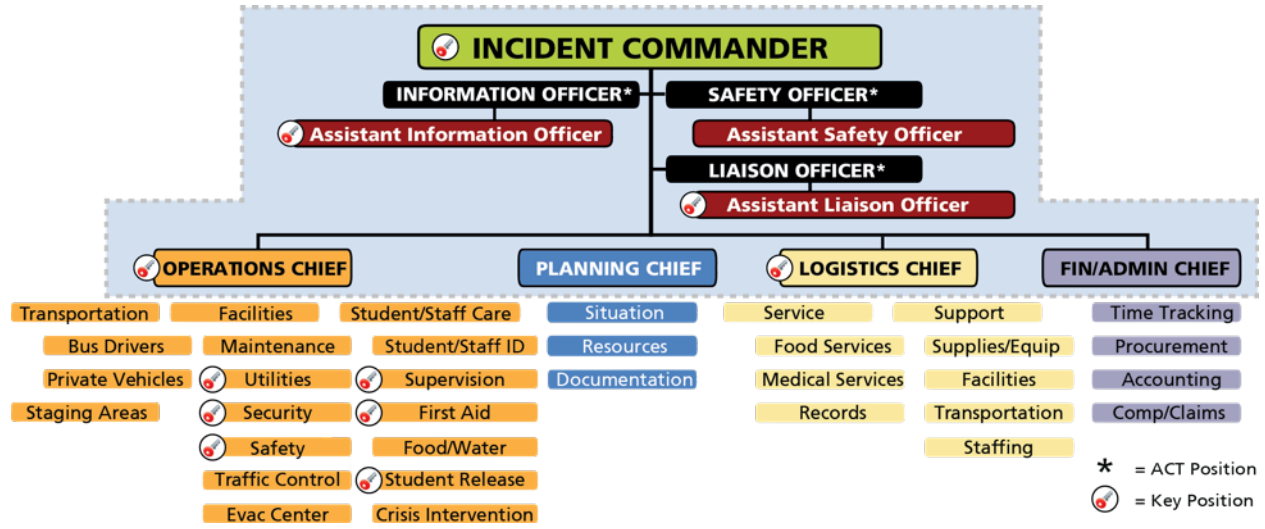 INCIDENT COMMANDER
INFORMATION OFFICER*
SAFETY OFFICER*
Assistant Information Officer
Assistant Safety Officer
LIAISON OFFICER*
Assistant Liaison Officer
OPERATIONS CHIEF
PLANNING CHIEF
LOGISTICS CHIEF
FIN/ADMIN CHIEF
Transportation
Bus Drivers
Private Vehicles
Staging Areas
Facilities
Maintenance
Utilities
Security
Safety
Traffic Control
Evac Center
Student/Staff Care
Student/Staff ID
Supervision
First Aid
Food/Water
Student Release
Crisis Intervention
Situation
Resources
Documentation
Service
Food Services
Medical Services
Records
Support
Supplies/Equip
Facilities
Transportation
Staffing
Time Tracking
Procurement
Accounting
Comp/Claims
* = ACT Position
= Key Position